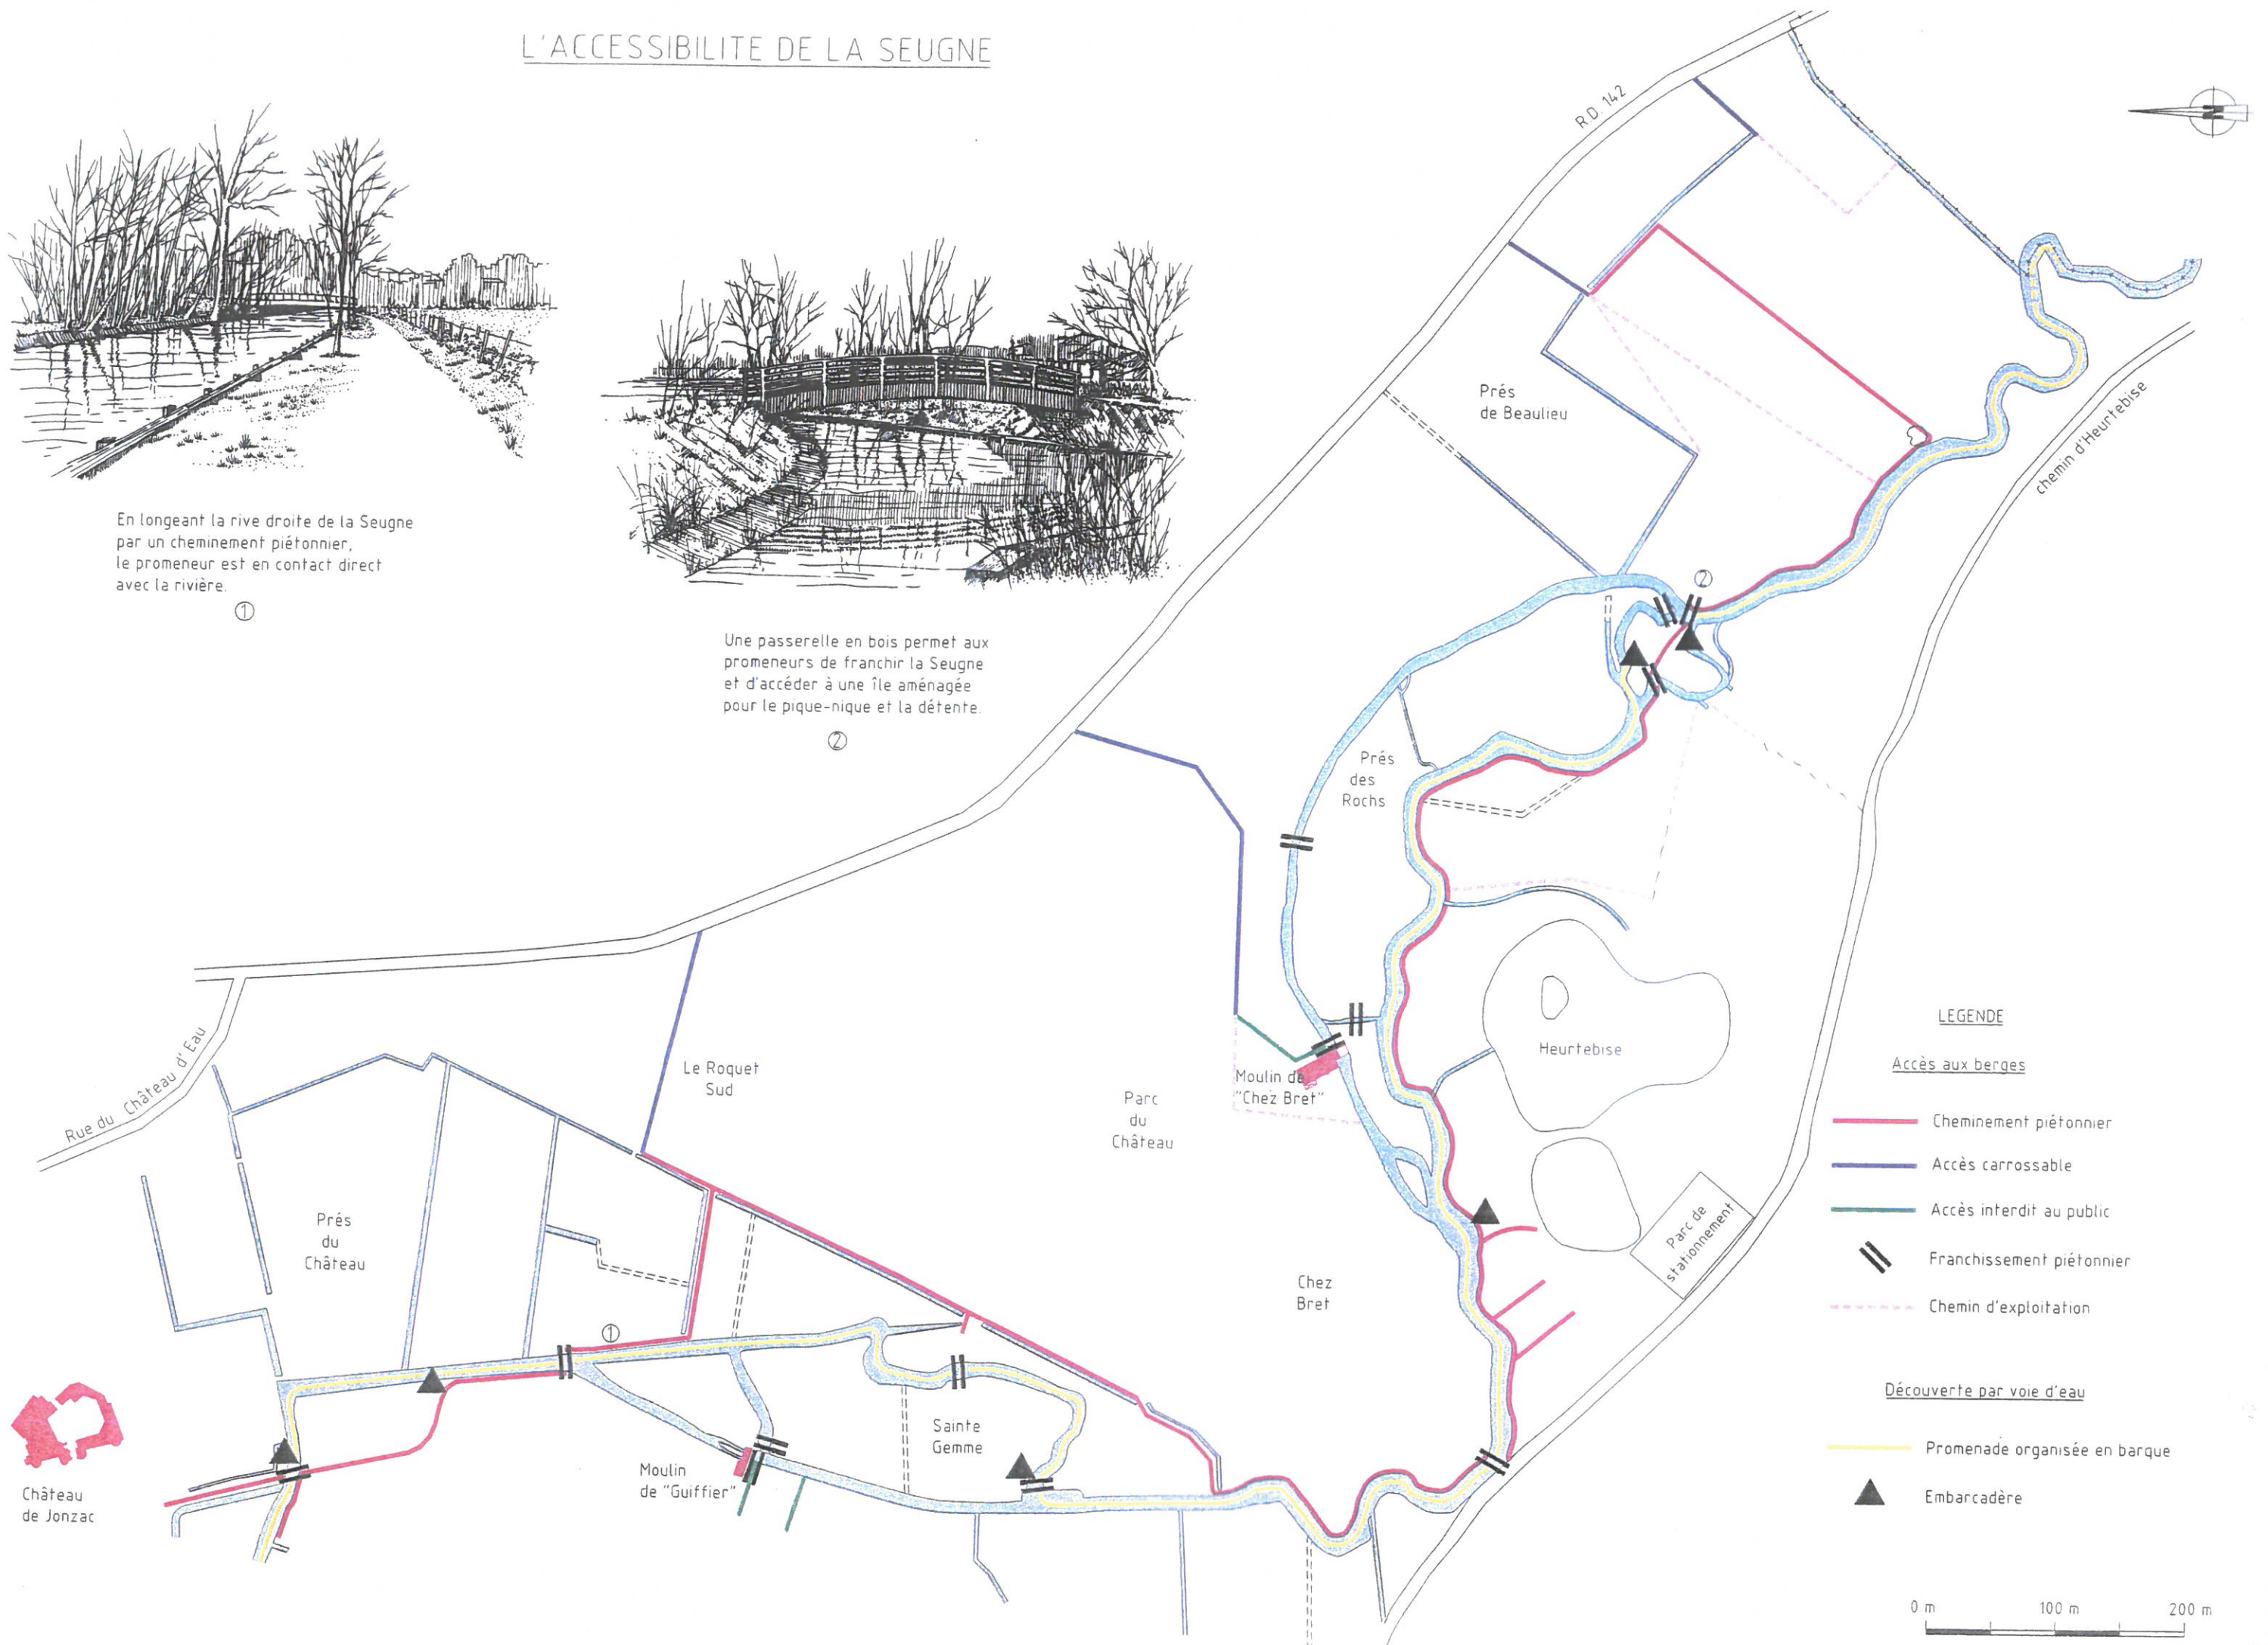 L'ACCESSIBILITE DE LA SEUGNE
En longeant la rive droite de la Seugne
par un cheminement piétonnier,
le promeneur est en contact direct
avec la rivière.
1
Une passerelle en bois permet aux
promeneurs de franchir la Seugne
et d'accéder à une île aménagée
pour le pique-nique et la détente.
2
R.D. 142
N
Prés
de Beaulieu
chemin d'Heurtebise
2
Prés
des
Rochs
Rue du Château d'Eau
Le Roquet
Sud
Parc
du
Château
Moulin de
"Chez Bret"
Heurtebise
Prés
du
Château
Parc de
stationnement
Chez
Bret
1
Sainte
Gemme
Moulin
de "Guiffier"
Château
de Jonzac
LEGENDE
Accès aux berges
Cheminement piétonnier
Accès carrossable
Accès interdit au public
Franchissement piétonnier
Chemin d'exploitation
Découverte par voie d'eau
Promenade organisée en barque
Embarcadère
0 m 100 m 200 m